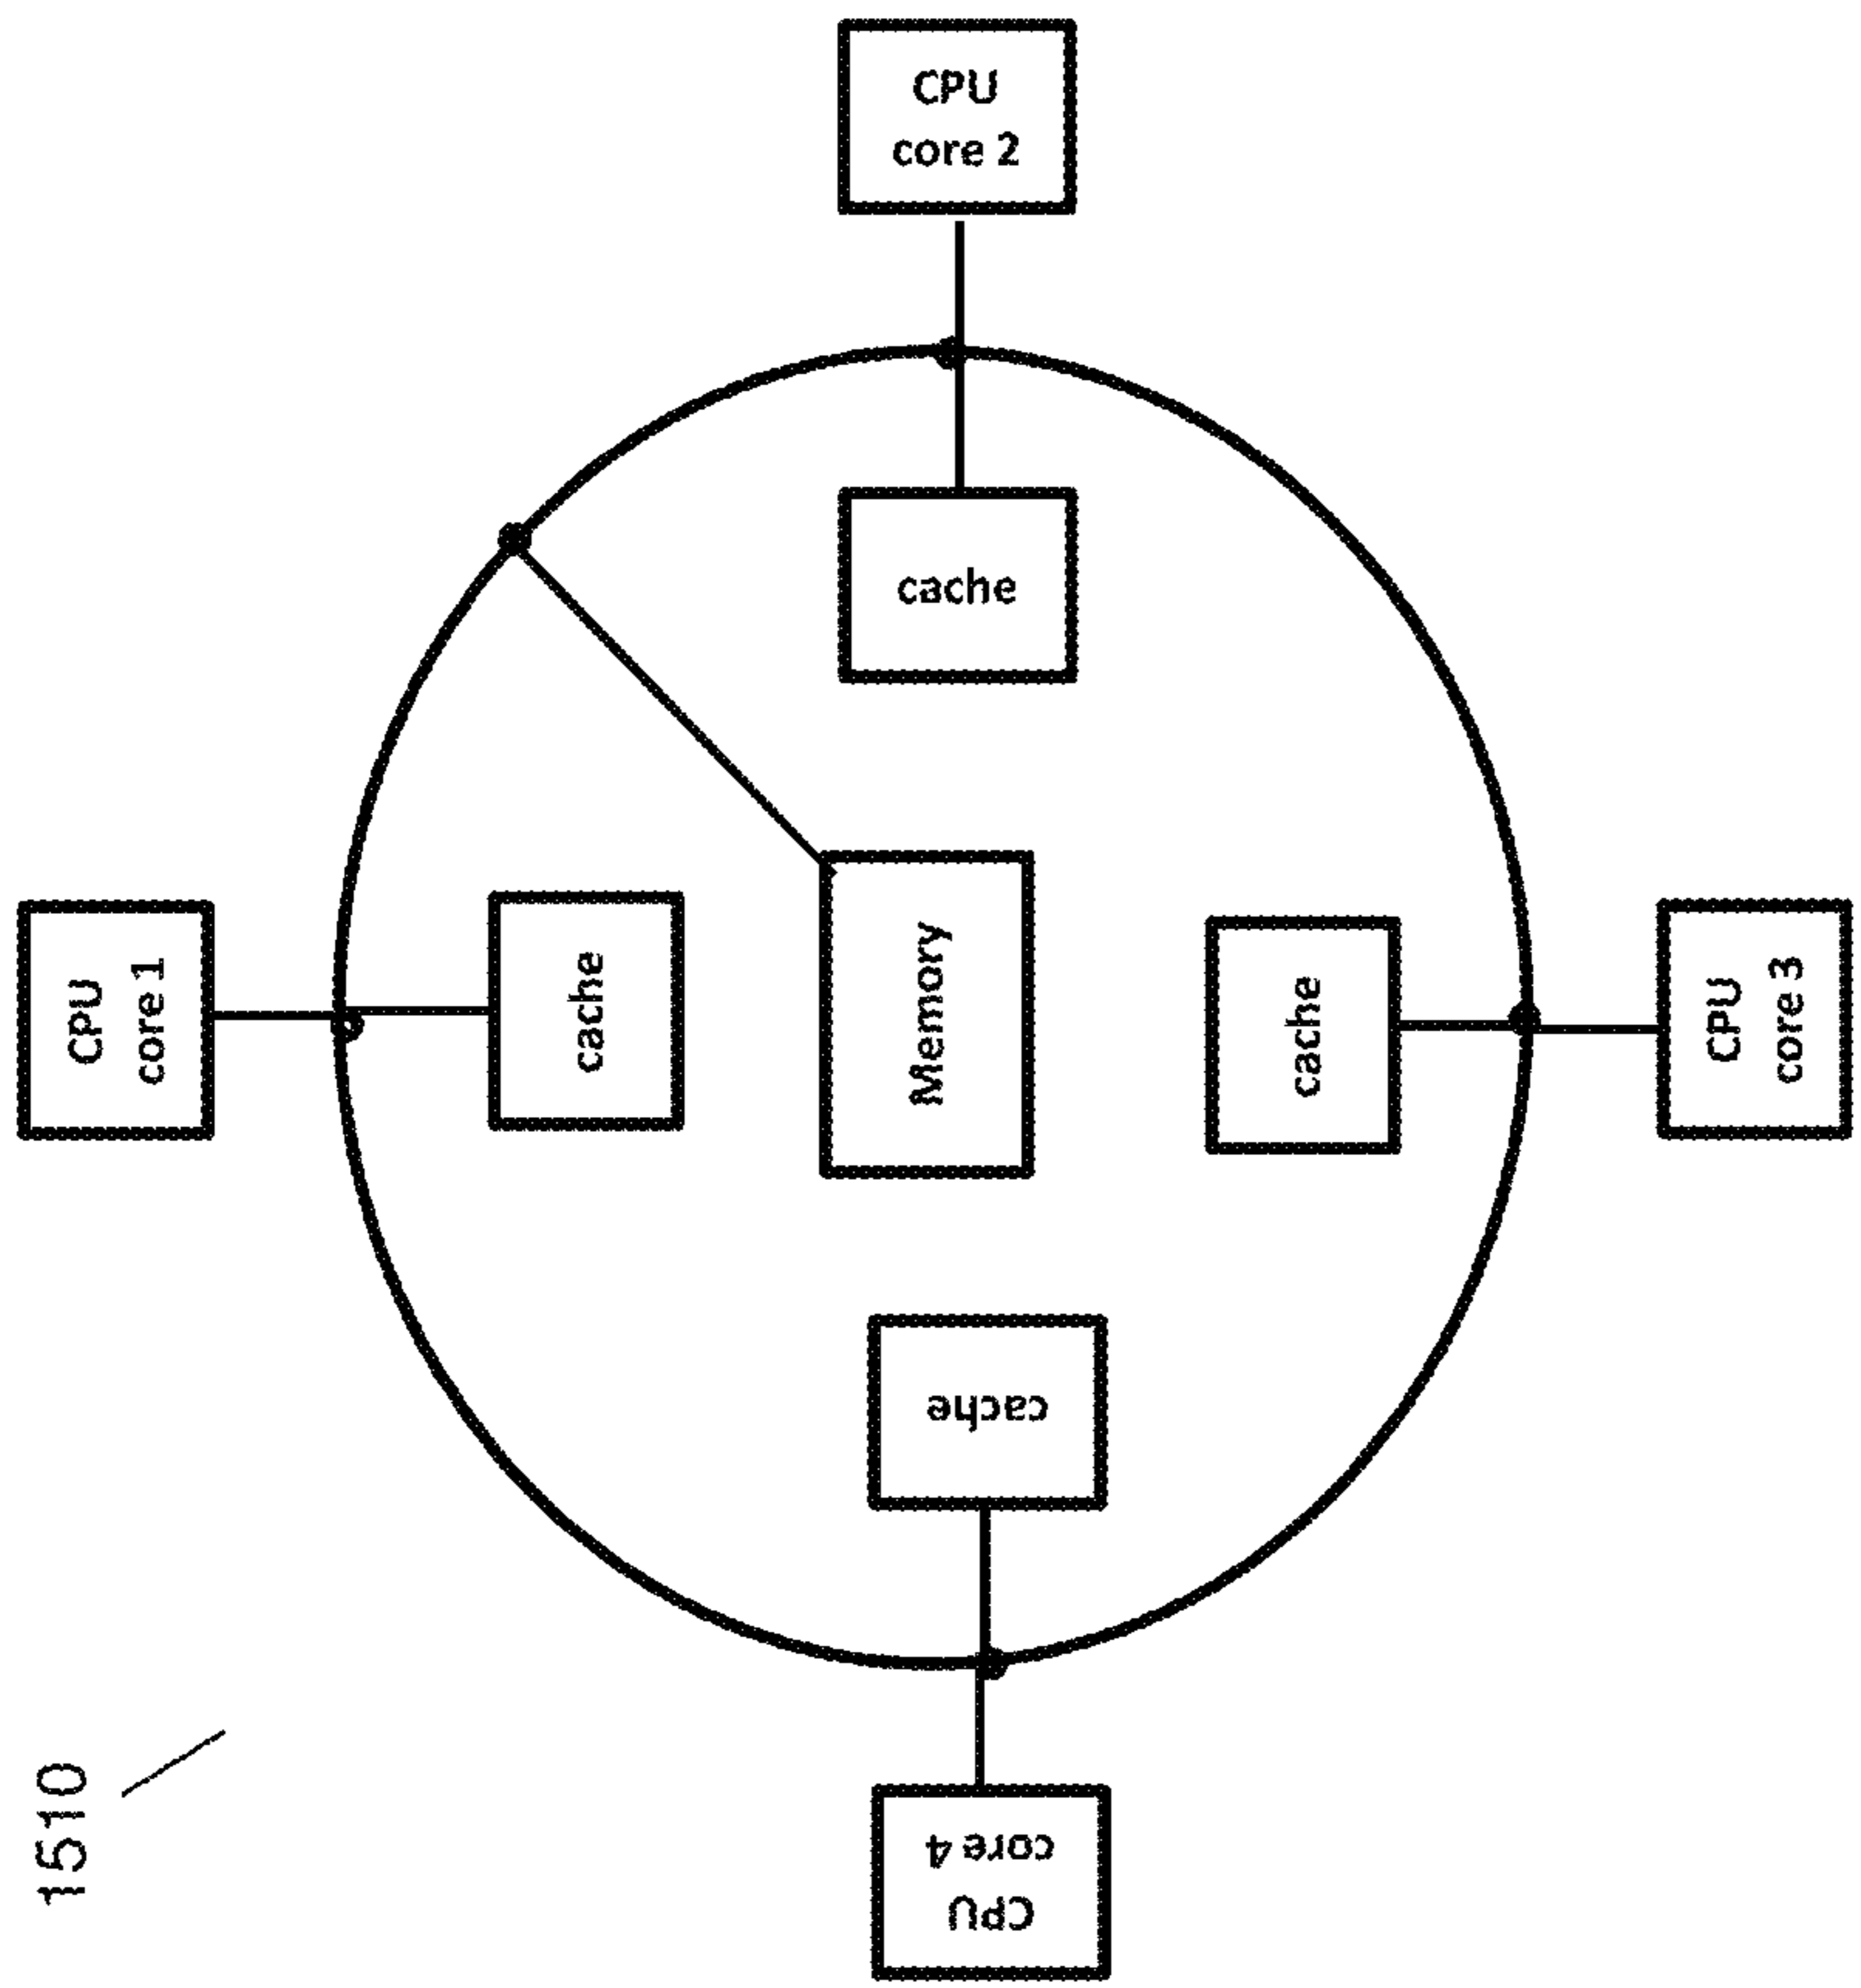 CPU
core 2
cache
CPU
core 1
cache
Memory
cache
CPU
core 3
cache
CPU
core 4
1510